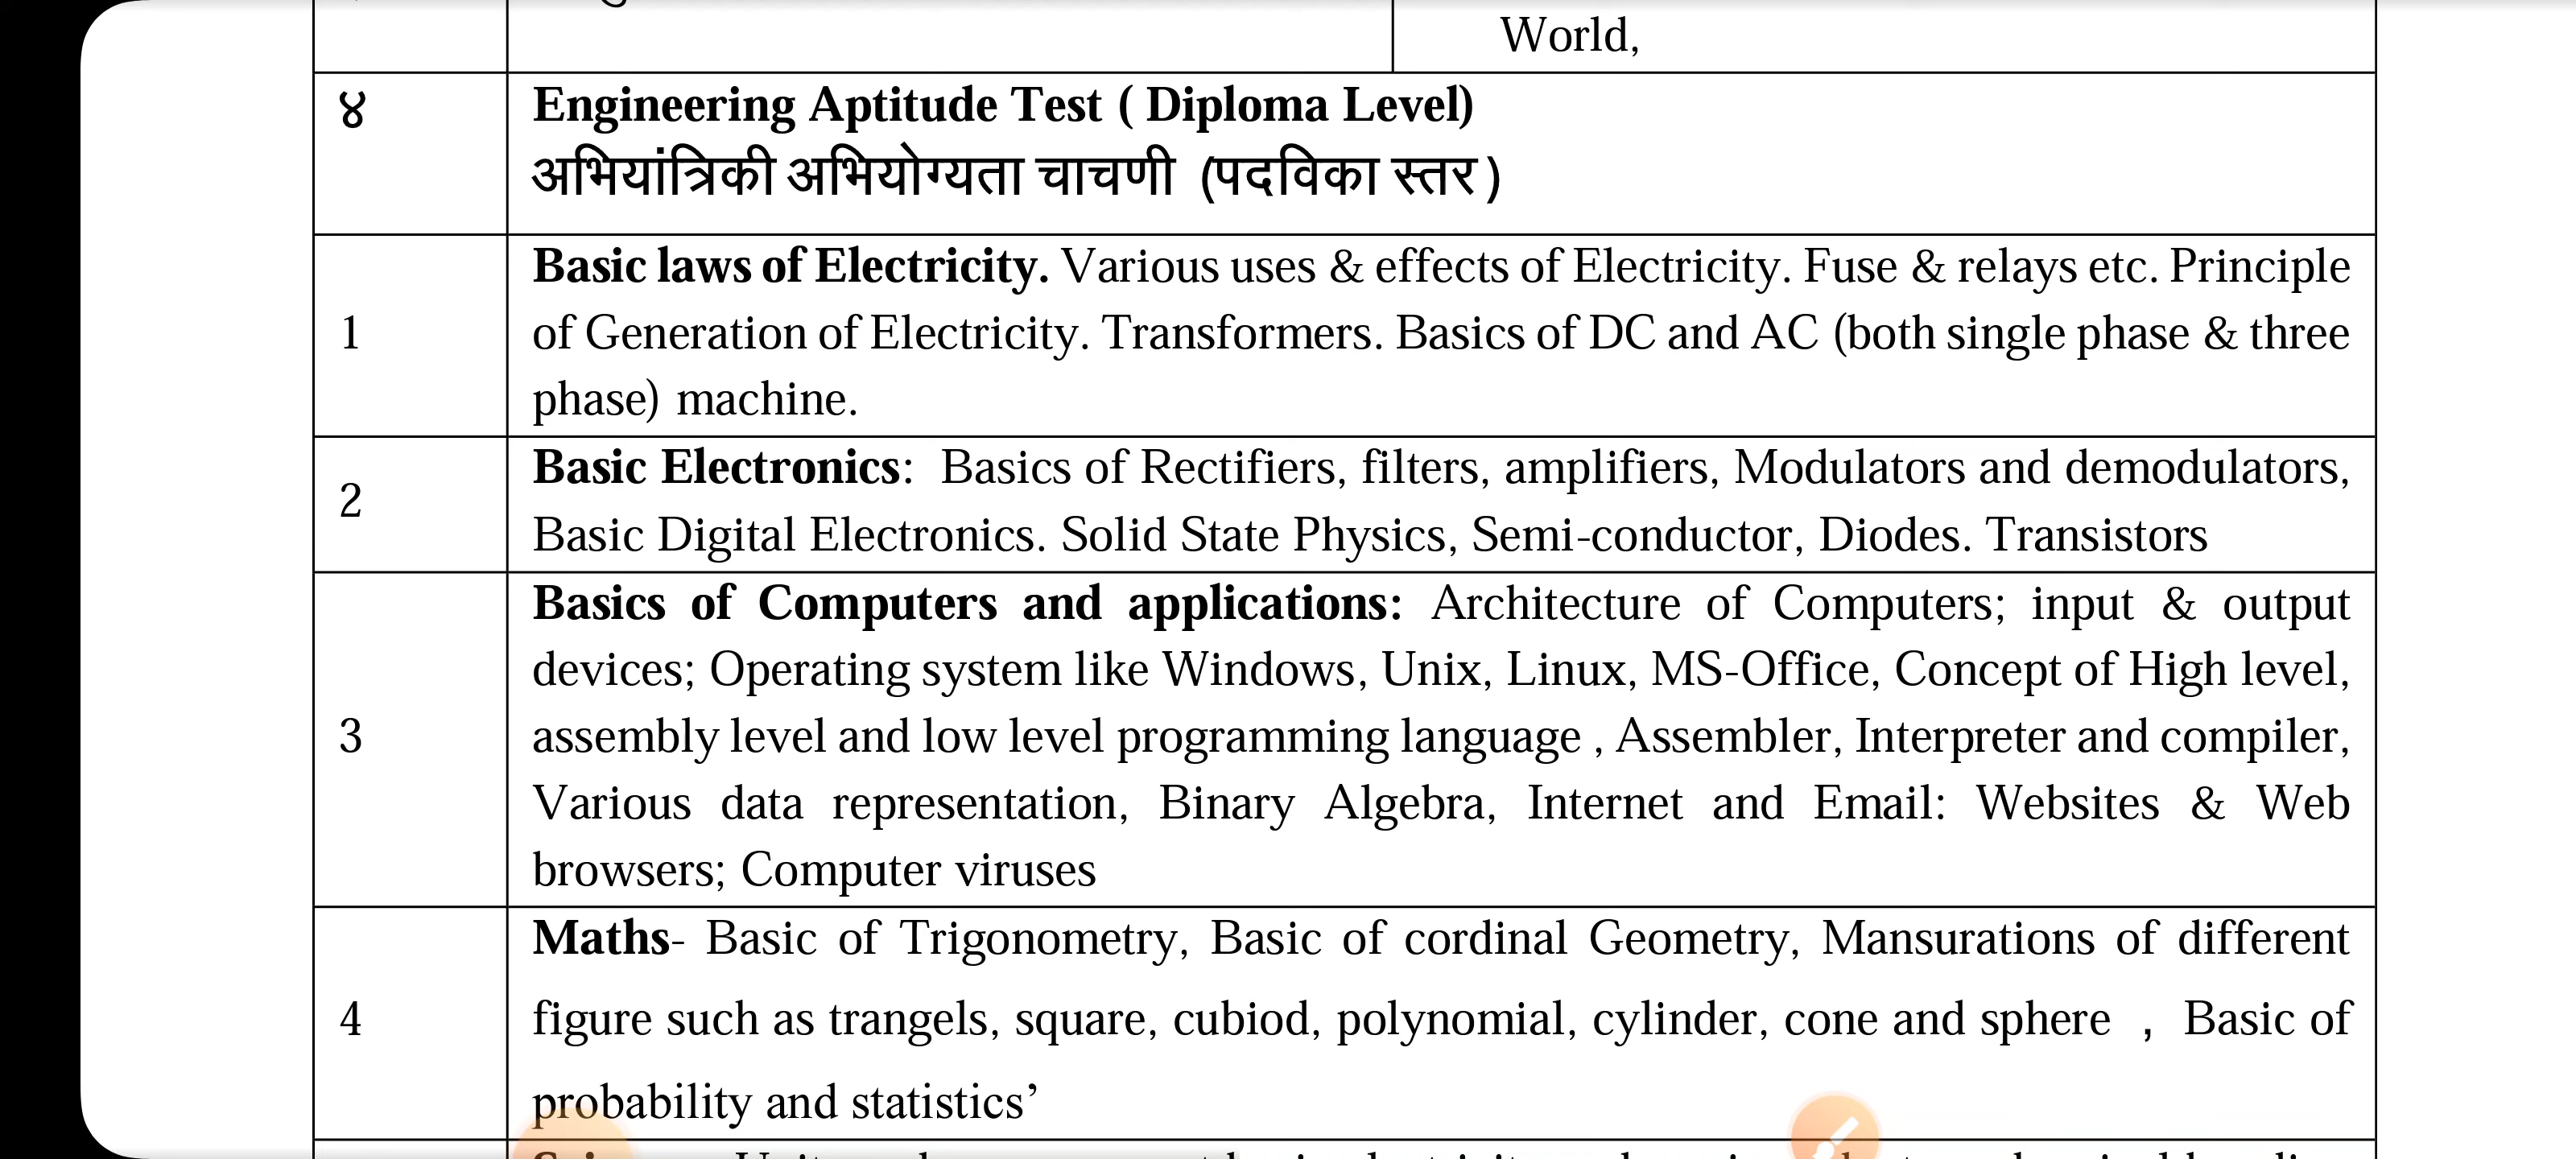 World,
४
Engineering Aptitude Test ( Diploma Level)
अभियांत्रिकी अभियोग्यता चाचणी (पदविका स्तर)
1
Basic laws of Electricity. Various uses & effects of Electricity. Fuse & relays etc. Principle
of Generation of Electricity. Transformers. Basics of DC and AC (both single phase & three
phase) machine.
2
Basic Electronics: Basics of Rectifiers, filters, amplifiers, Modulators and demodulators,
Basic Digital Electronics. Solid State Physics, Semi-conductor, Diodes. Transistors
3
Basics of Computers and applications: Architecture of Computers; input & output
devices; Operating system like Windows, Unix, Linux, MS-Office, Concept of High level,
assembly level and low level programming language , Assembler, Interpreter and compiler,
Various data representation, Binary Algebra, Internet and Email: Websites & Web
browsers; Computer viruses
4
Maths- Basic of Trigonometry, Basic of cordinal Geometry, Mansurations of different
figure such as trangels, square, cubiod, polynomial, cylinder, cone and sphere , Basic of
probability and statistics’